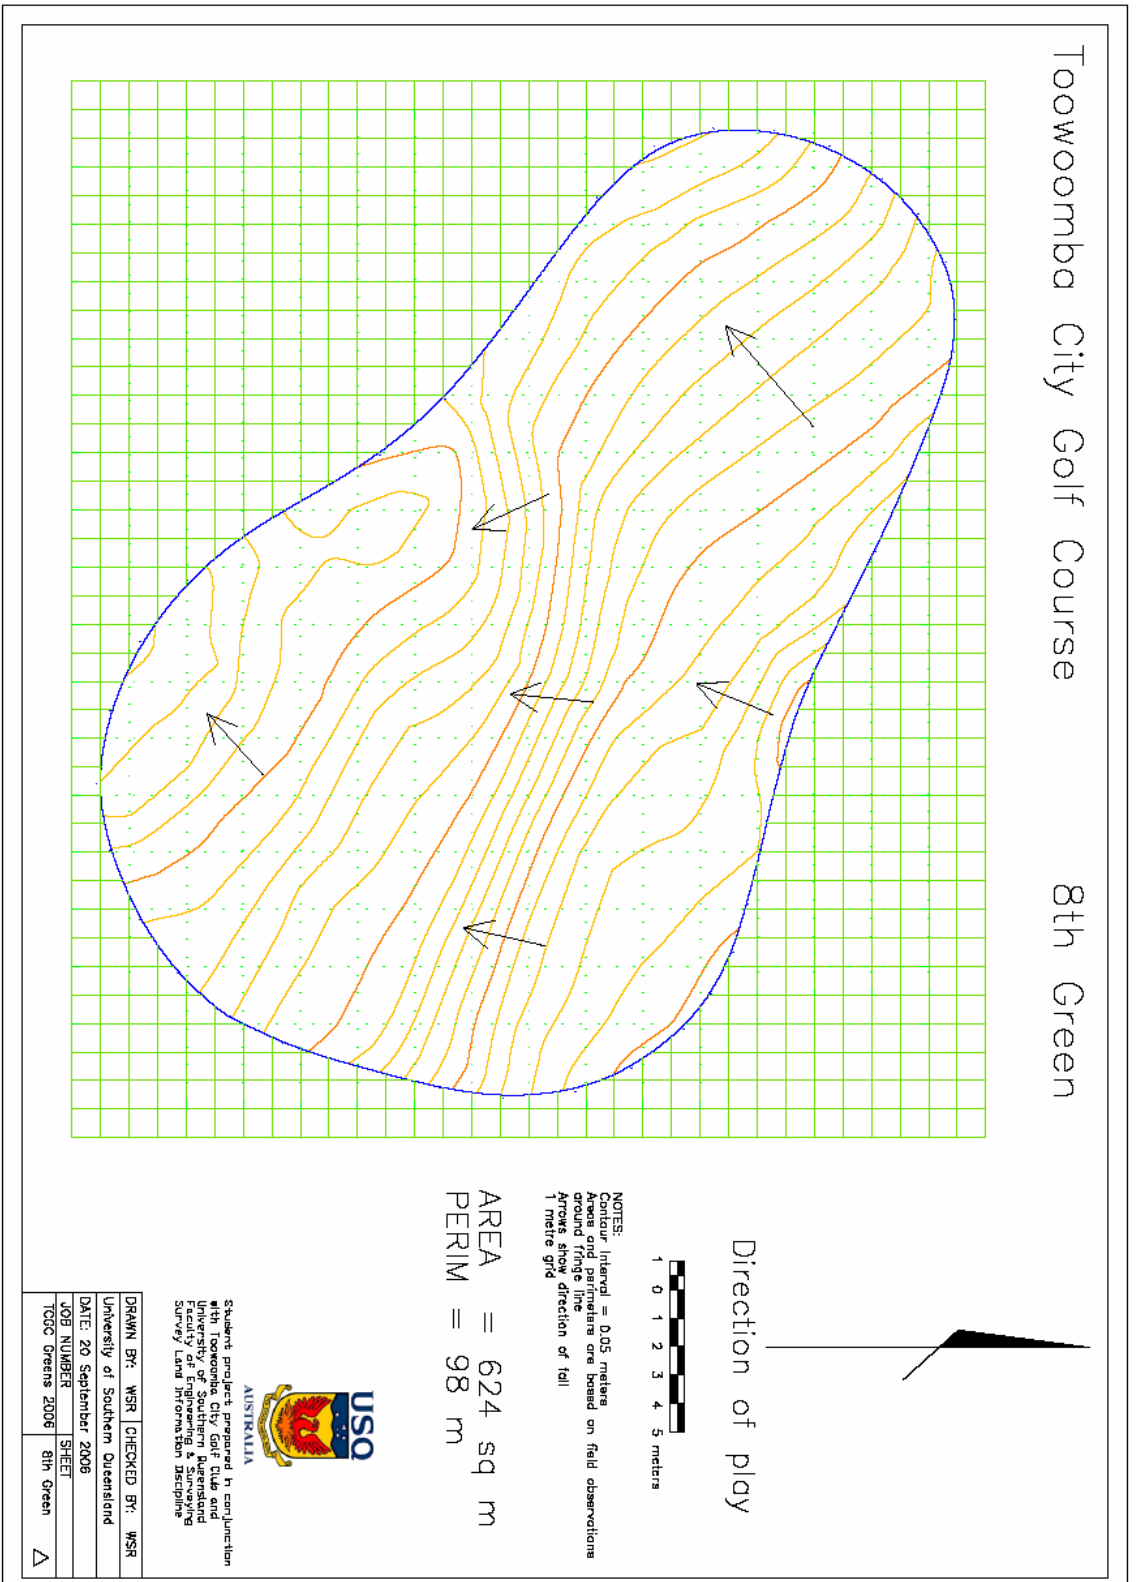 Toowoomba City Golf Course 8th Green
Direction of play
1 0 1 2 3 4 5 meters
NOTES:
Contour Interval = 0.05 meters
Areas and perimeters are based on field observations
around fringe line
Arrows show direction of fall
1 metre grid
AREA = 624 sq m
PERIM = 98 m
USQ
AUSTRALIA
Student project prepared in conjunction
with Toowoomba City Golf Club and
University of Southern Queensland
Faculty of Engineering & Surveying
Survey Land Information Discipline
DRAWN BY: WSR CHECKED BY: WSR
University of Southern Queensland
DATE: 20 September 2006
JOB NUMBER SHEET
TCGC Greens 2006 8th Green